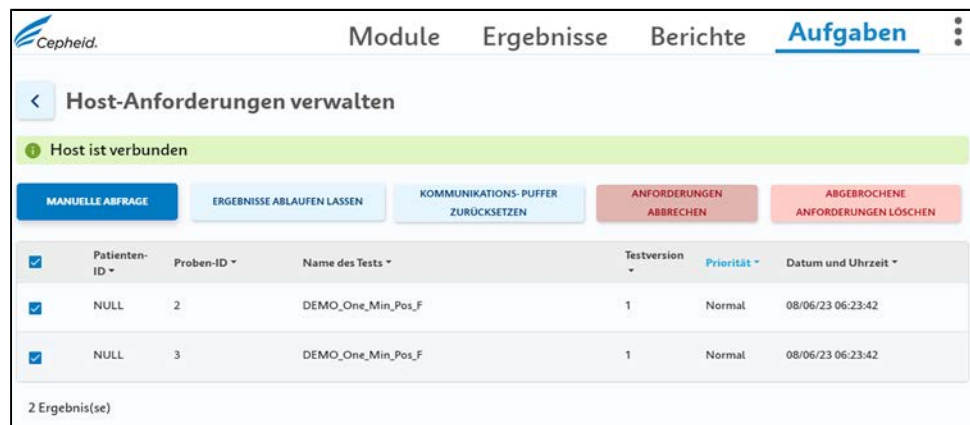 Cepheid.
Module Ergebnisse Berichte Aufgaben
Host-Anforderungen verwalten
Host ist verbunden
MANUELLE ABFRAGE
ERGEBNISSE ABLAUFEN LASSEN
KOMMUNIKATIONS- PUFFER
ZURÜCKSETZEN
ANFORDERUNGEN
ABBRECHEN
ABGEBROCHENE
ANFORDERUNGEN LÖSCHEN
Patienten-
ID
Proben-ID
Name des Tests
Testversion
Priorität
Datum und Uhrzeit
NULL 2 DEMO_One_Min_Pos_F 1 Normal 08/06/23 06:23:42
NULL 3 DEMO_One_Min_Pos_F 1 Normal 08/06/23 06:23:42
2 Ergebnis(se)